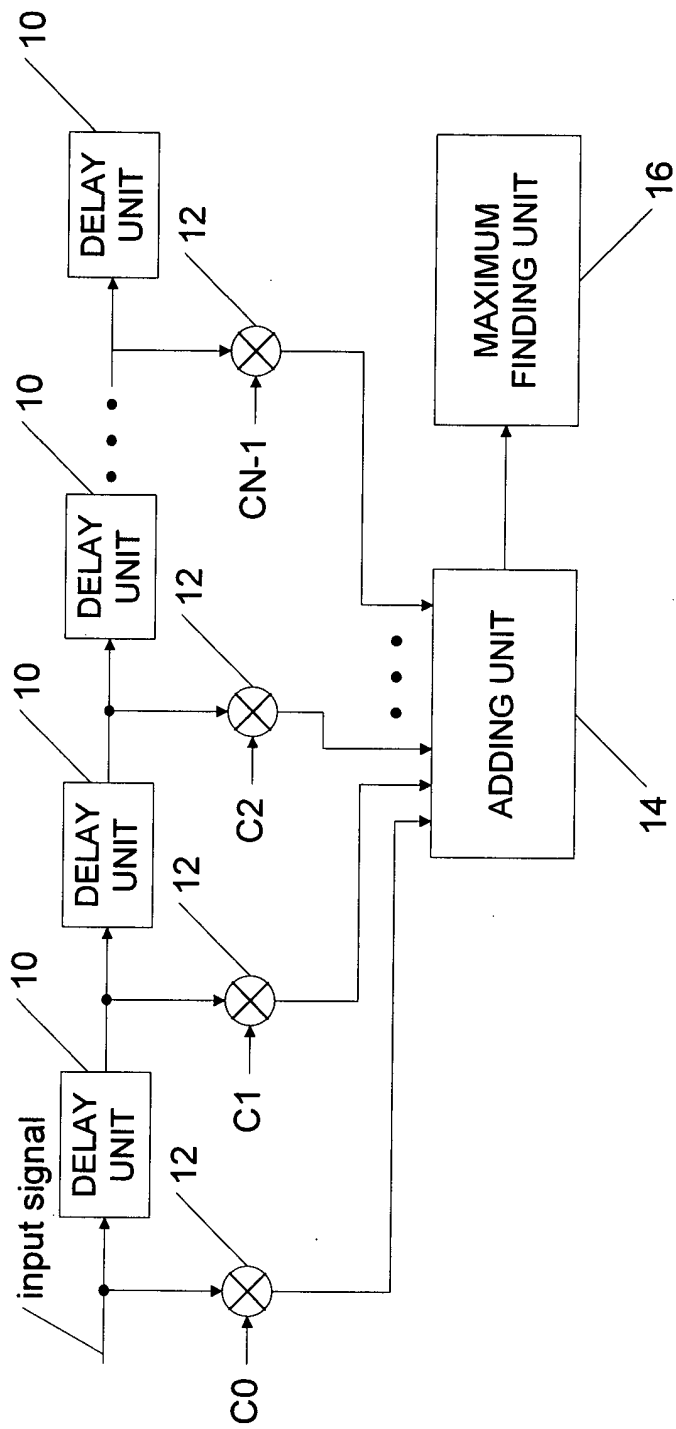 input signal
10
10
10
10
DELAY
UNIT
DELAY
UNIT
DELAY
UNIT
DELAY
UNIT
12
12
12
12
C0
C1
C2
CN-1
ADDING UNIT
14
MAXIMUM
FINDING UNIT
16